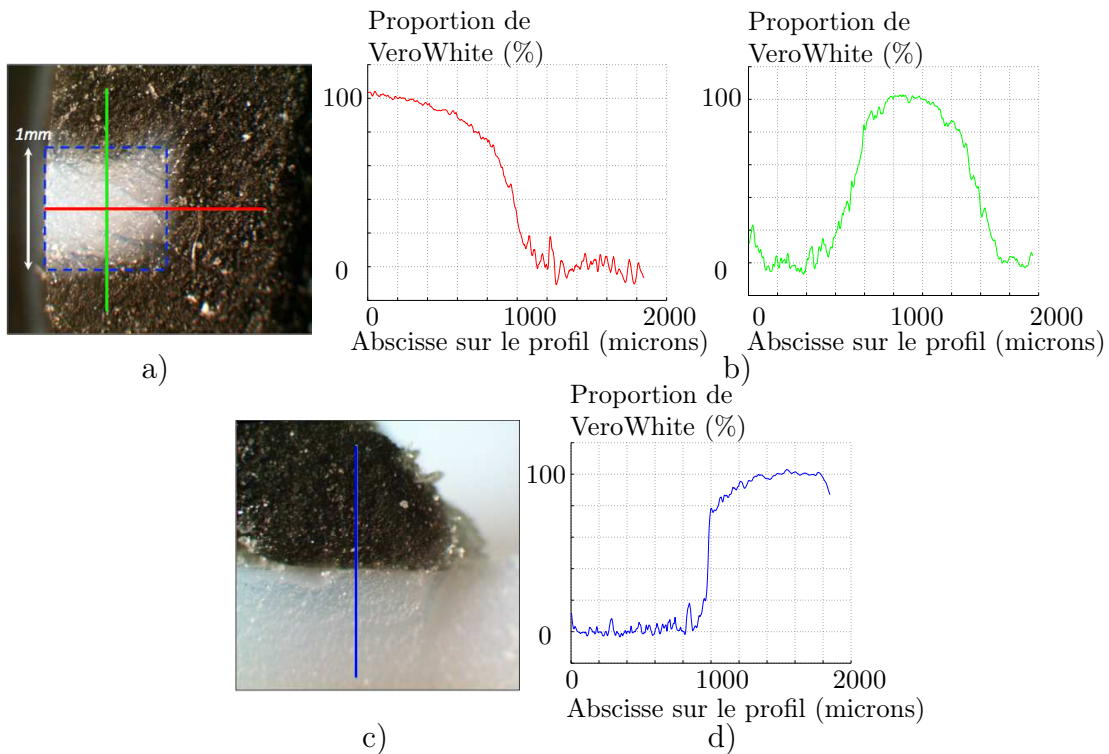 Proportion de
VeroWhite (%)
Proportion de
VeroWhite (%)
1mm
100
0
0 1000 2000
Abscisse sur le profil (microns)
100
0
0 1000 2000
Abscisse sur le profil (microns)
a)
b)
Proportion de
VeroWhite (%)
100
0
0 1000 2000
Abscisse sur le profil (microns)
c)
d)